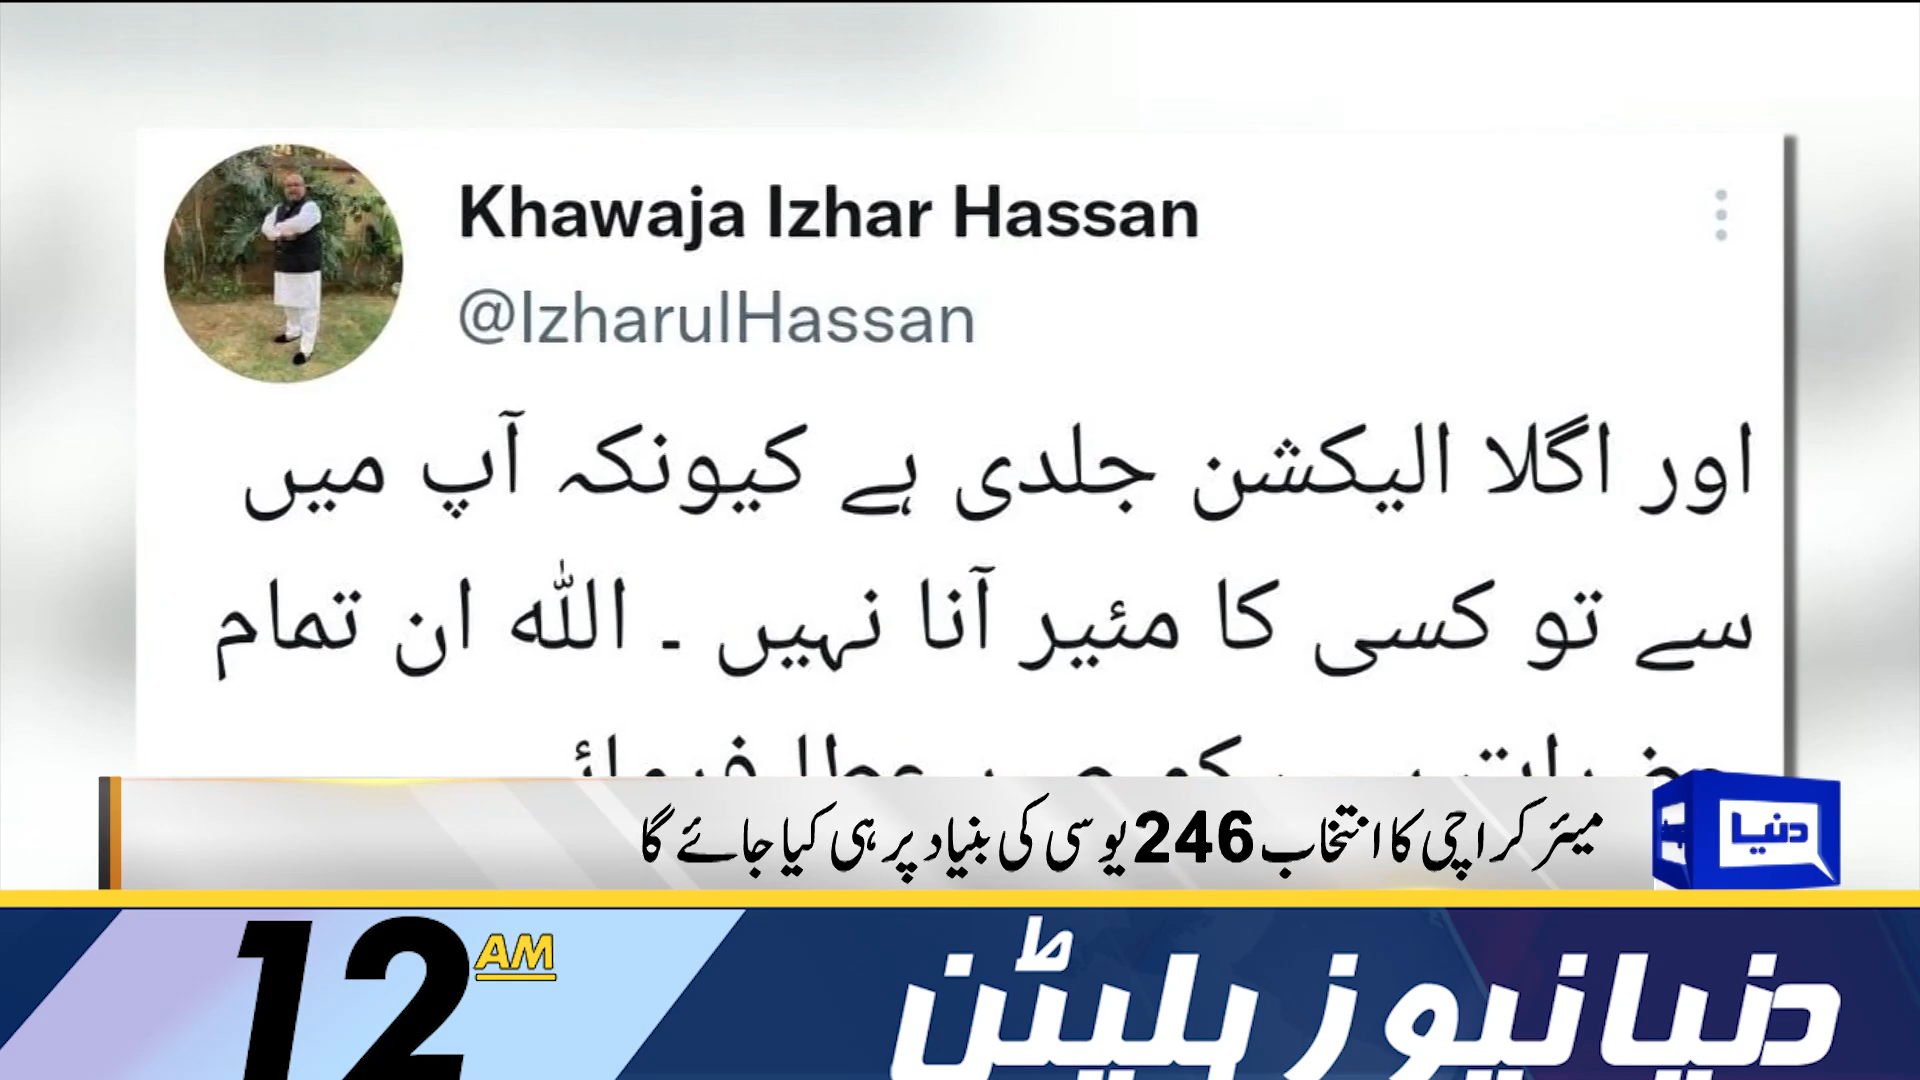 Khawaja Izhar Hassan
@IzharulHassan
اور اگلا الیکشن جلدی ہے کیونکہ آپ میں
سے تو کسی کا مئیر آنا نہیں ۔ اللہ ان تمام
عطا فرمائے
میئر کراچی کا انتخاب 246 یو سی کی بنیاد پر ہی کیا جائے گا
دنیا
12 AM
دنیا نیوز بلیٹن